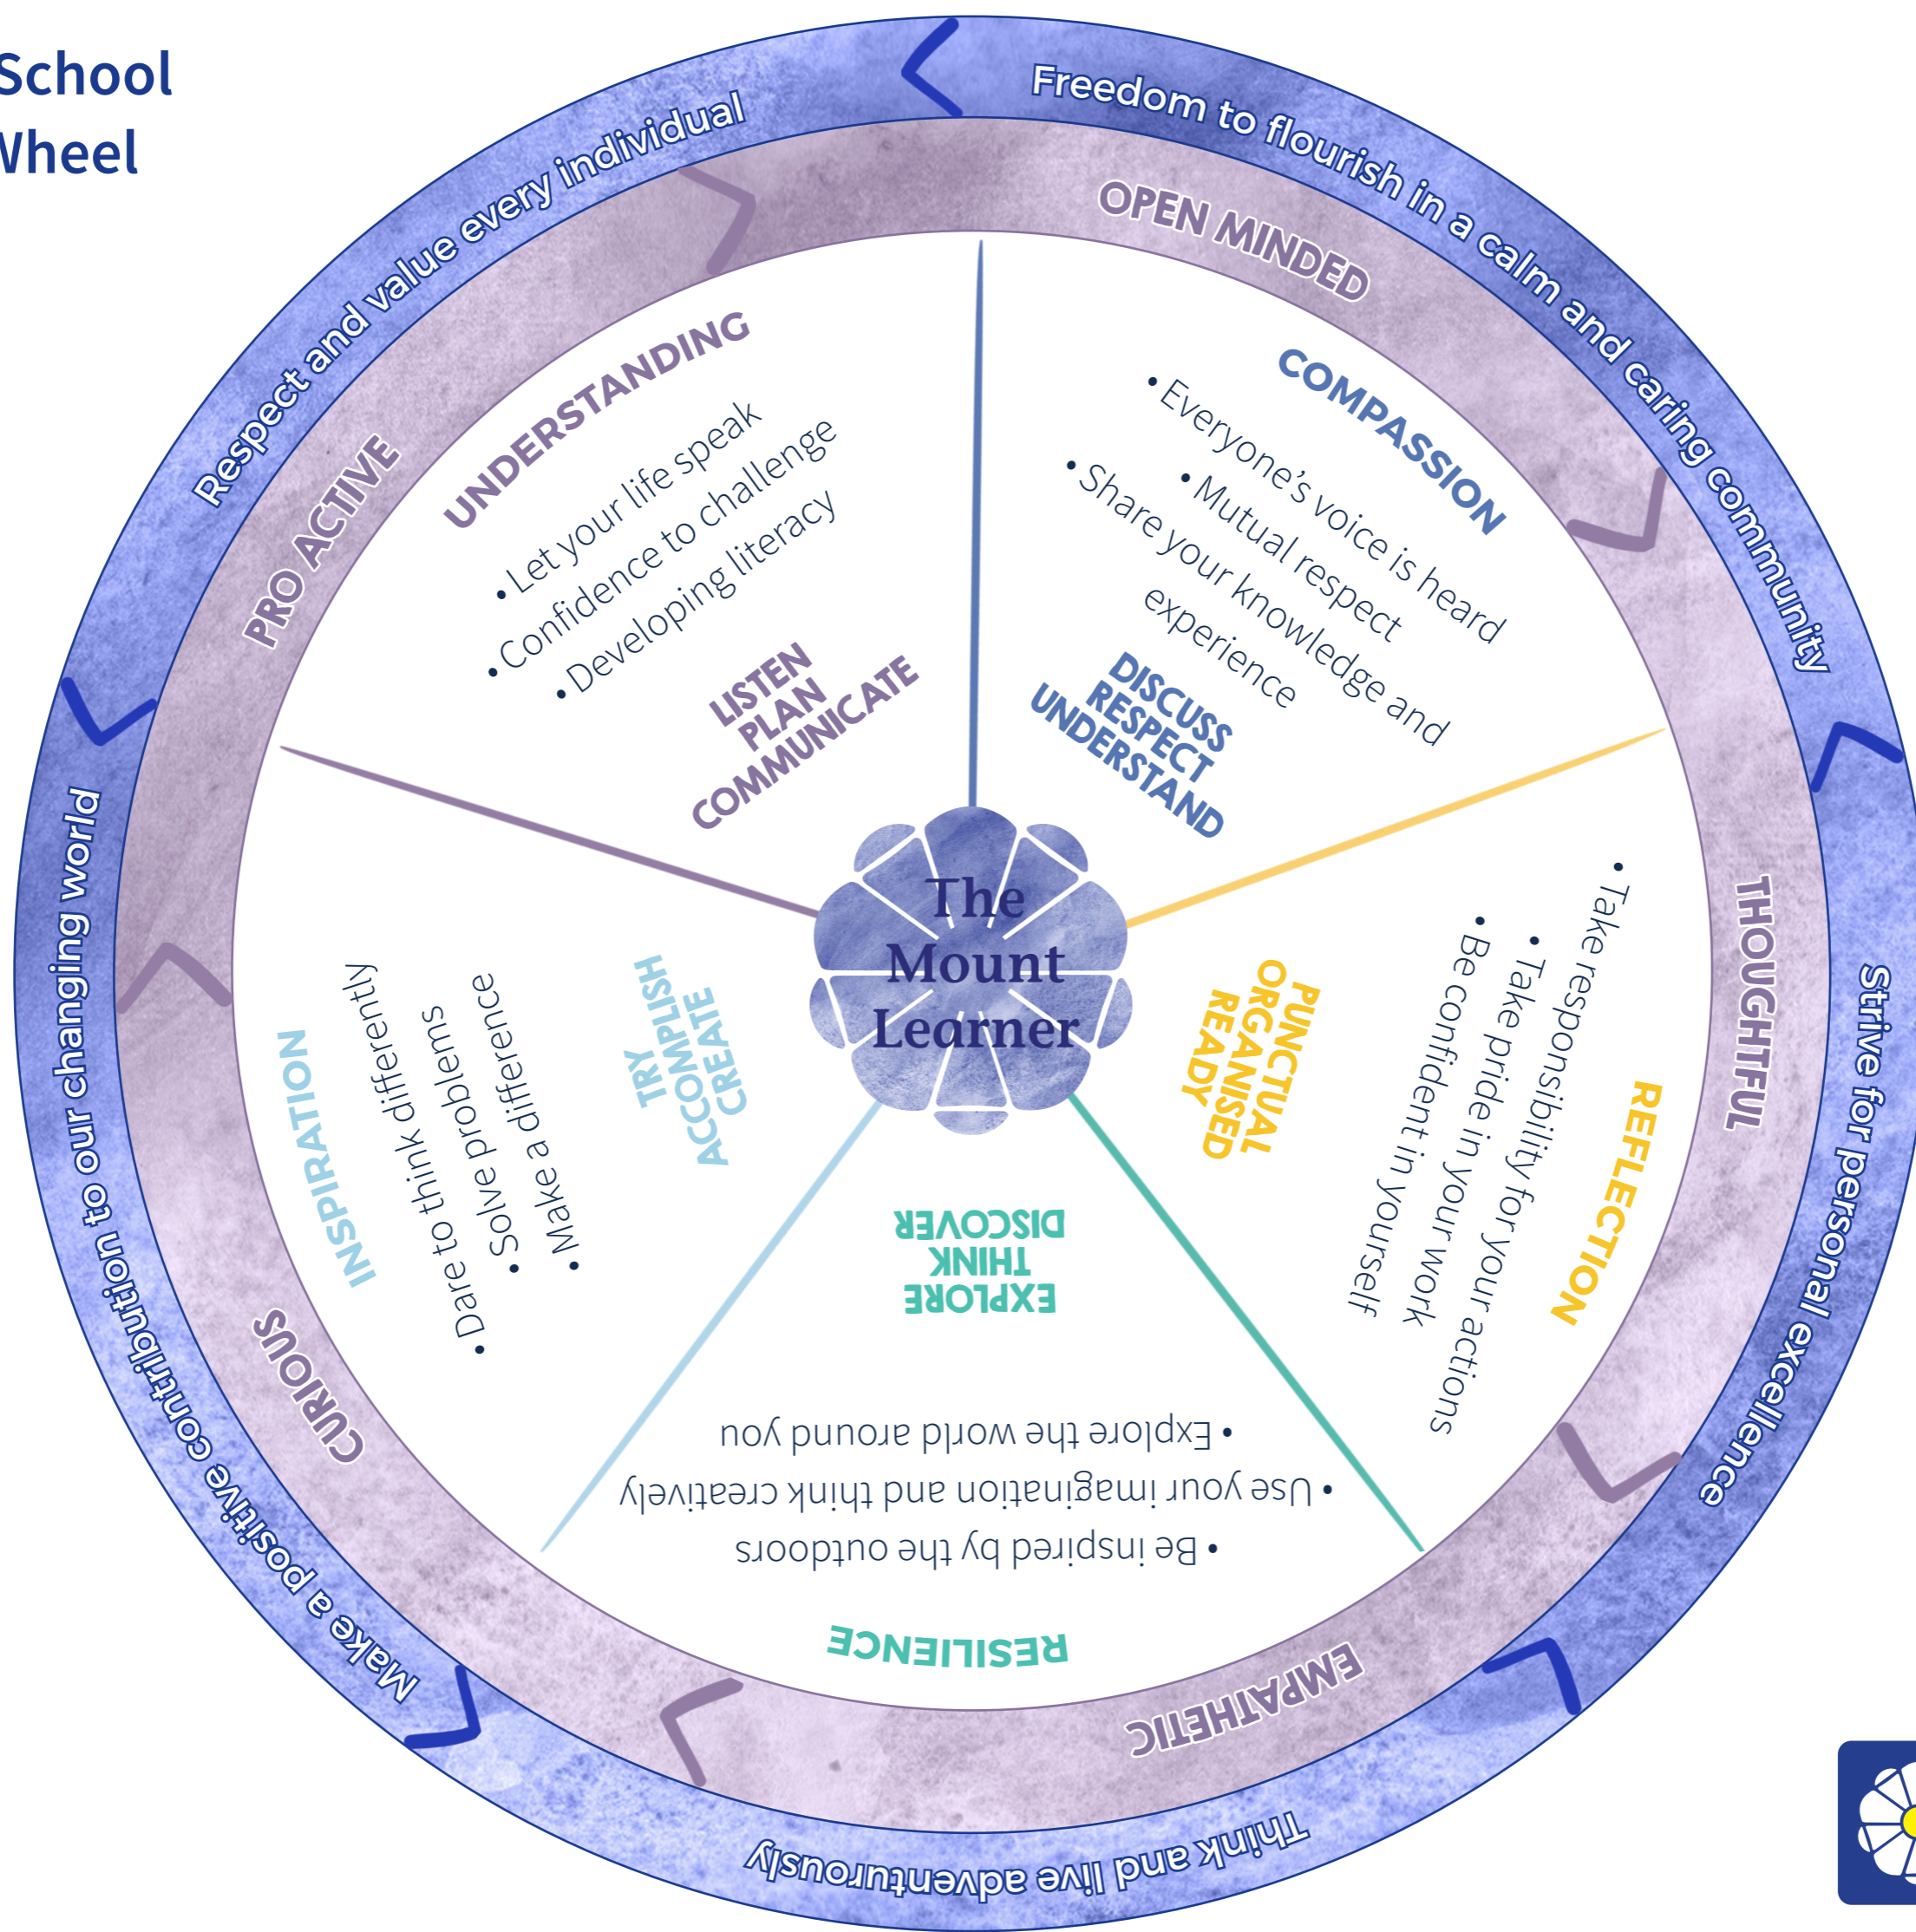 School
Wheel
Freedom to flourish in a calm and caring community
Strive for personal excellence
Think and live adventurously
Make a positive contribution to our changing world
Respect and value every individual
OPEN MINDED
THOUGHTFUL
EMPATHETIC
CURIOUS
PRO ACTIVE
COMPASSION
• Everyone’s voice is heard
• Mutual respect
• Share your knowledge and
experience
DISCUSS
RESPECT
UNDERSTAND
REFLECTION
• Take responsibility for your actions
• Take pride in your work
• Be confident in yourself
PUNCTUAL
ORGANISED
READY
RESILIENCE
• Be inspired by the outdoors
• Use your imagination and think creatively
• Explore the world around you
EXPLORE
THINK
DISCOVER
INSPIRATION
• Dare to think differently
• Solve problems
• Make a difference
TRY
ACCOMPLISH
CREATE
UNDERSTANDING
• Let your life speak
• Confidence to challenge
• Developing literacy
LISTEN
PLAN
COMMUNICATE
The
Mount
Learner